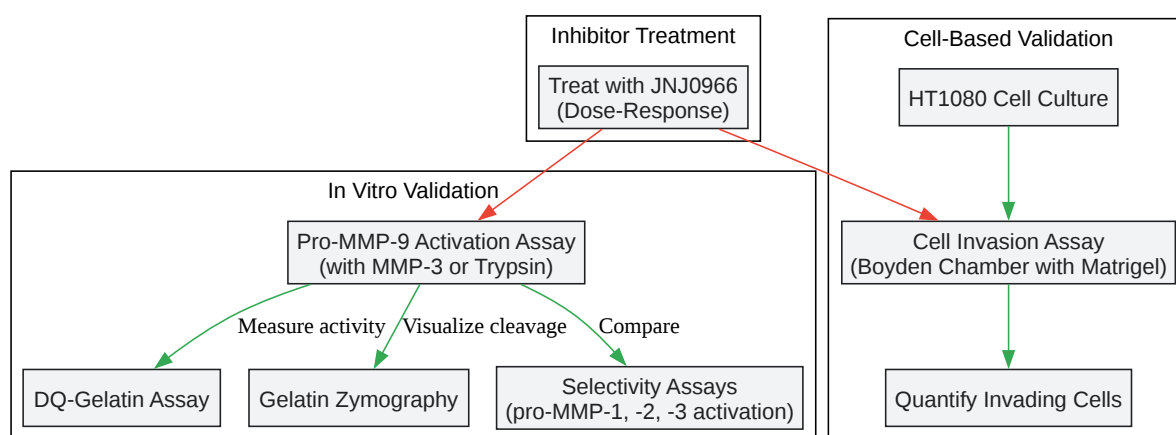 Inhibitor Treatment
Treat with JNJ0966
(Dose-Response)
Cell-Based Validation
HT1080 Cell Culture
In Vitro Validation
Pro-MMP-9 Activation Assay
(with MMP-3 or Trypsin)
Cell Invasion Assay
(Boyden Chamber with Matrigel)
Measure activity
Visualize cleavage
Compare
DQ-Gelatin Assay
Gelatin Zymography
Selectivity Assays
(pro-MMP-1, -2, -3 activation)
Quantify Invading Cells